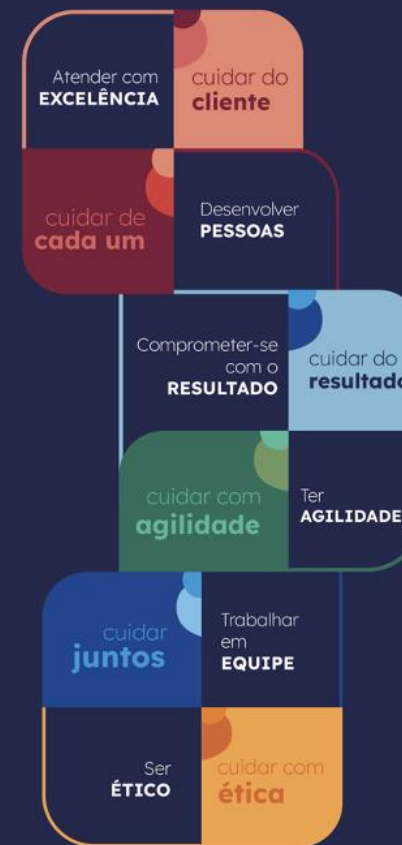 Atender com
EXCELÊNCIA
cuidar do
cliente
cuidar de
cada um
Desenvolver
PESSOAS
Comprometer-se
com o
RESULTADO
cuidar do
resultado
cuidar com
agilidade
Ter
AGILIDADE
cuidar
juntos
Trabalhar
em
EQUIPE
Ser
ÉTICO
cuidar com
ética